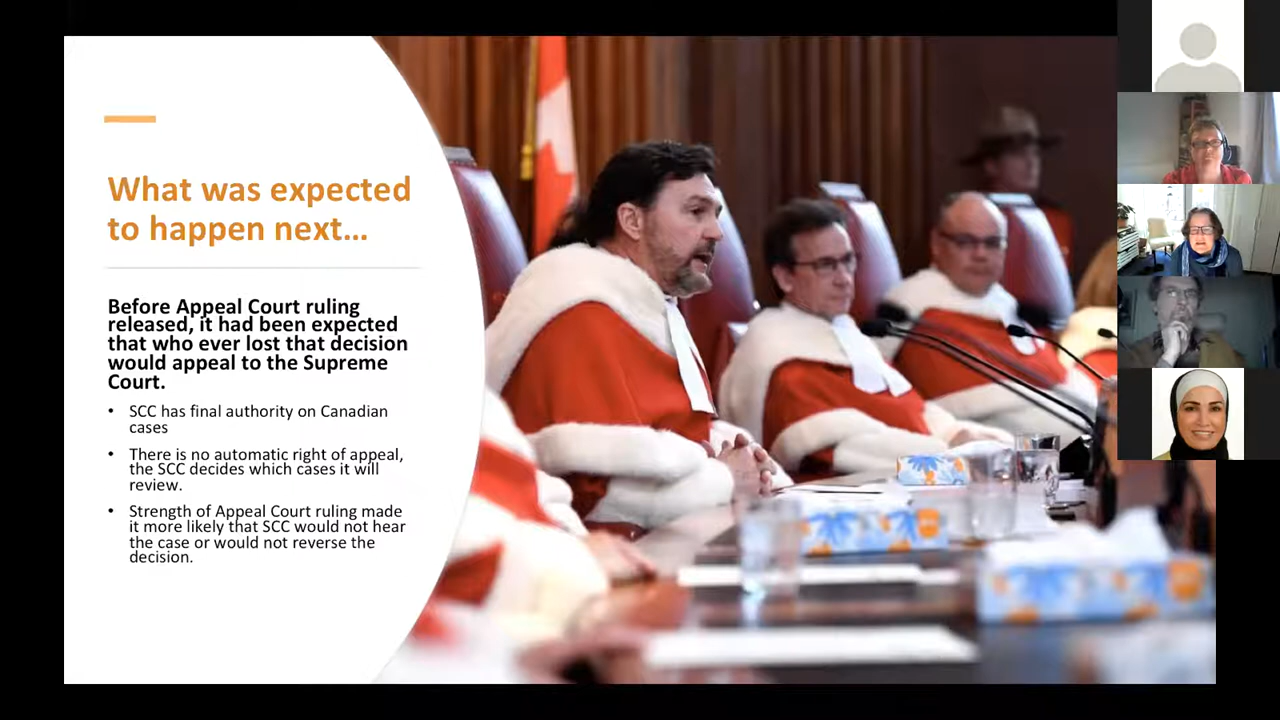 What was expected
to happen next...
Before Appeal Court ruling
released, it had been expected
that who ever lost that decision
would appeal to the Supreme
Court.
• SCC has final authority on Canadian
cases
• There is no automatic right of appeal,
the SCC decides which cases it will
review.
• Strength of Appeal Court ruling made
it more likely that SCC would not hear
the case or would not reverse the
decision.